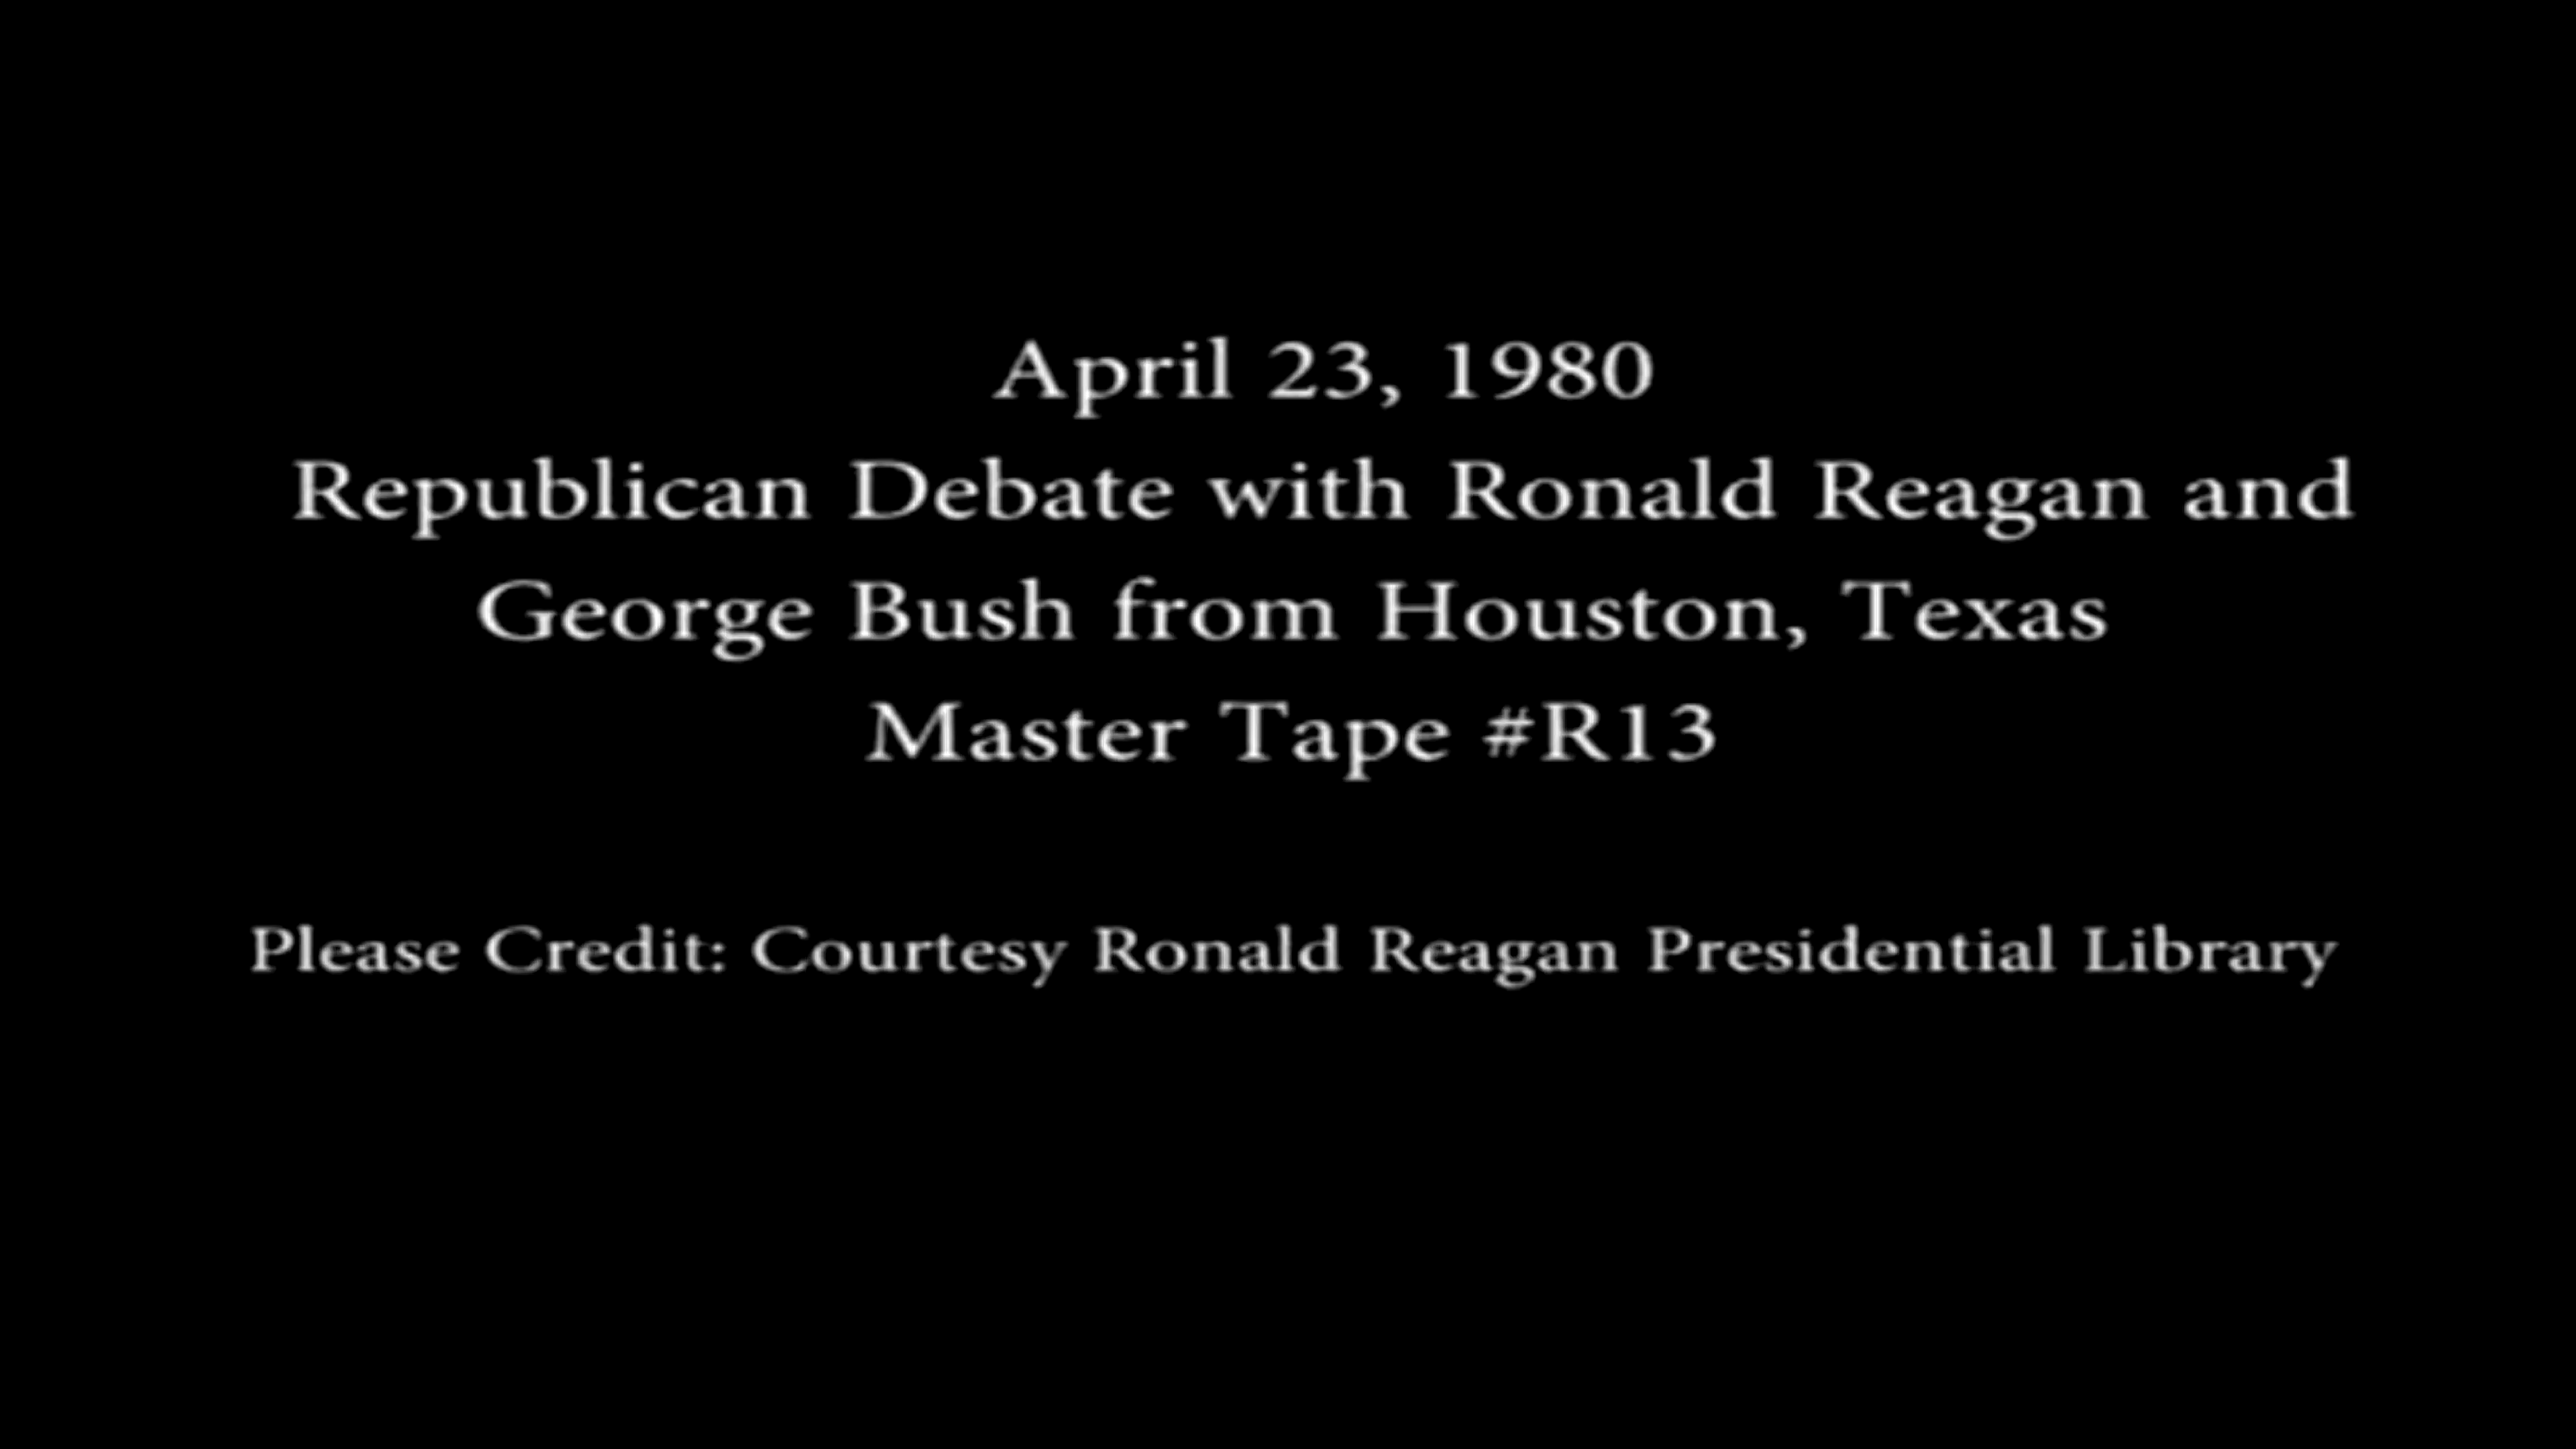 April 23, 1980
Republican Debate with Ronald Reagan and
George Bush from Houston, Texas
Master Tape #R13
Please Credit: Courtesy Ronald Reagan Presidential Library